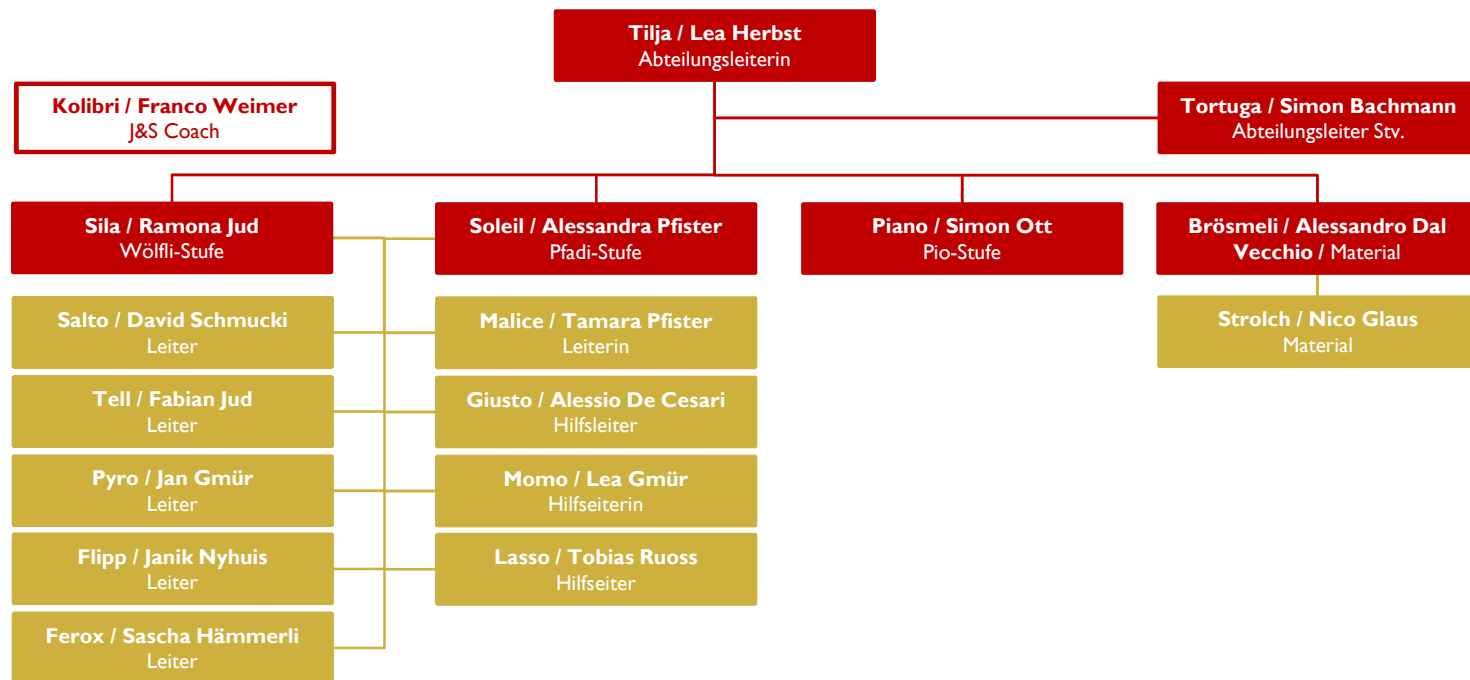 Tilja / Lea Herbst
Abteilungsleiterin
Kolibri / Franco Weimer
J&S Coach
Tortuga / Simon Bachmann
Abteilungsleiter Stv.
Sila / Ramona Jud
Wölfli-Stufe
Soleil / Alessandra Pfister
Pfadi-Stufe
Piano / Simon Ott
Pio-Stufe
Brösmeli / Alessandro Dal
Vecchio / Material
Salto / David Schmucki
Leiter
Malice / Tamara Pfister
Leiterin
Strolch / Nico Glaus
Material
Tell / Fabian Jud
Leiter
Giusto / Alessio De Cesari
Hilfsleiter
Pyro / Jan Gmür
Leiter
Momo / Lea Gmür
Hilfseiterin
Flipp / Janik Nyhuis
Leiter
Lasso / Tobias Ruoss
Hilfseiter
Ferox / Sascha Hämmerli
Leiter